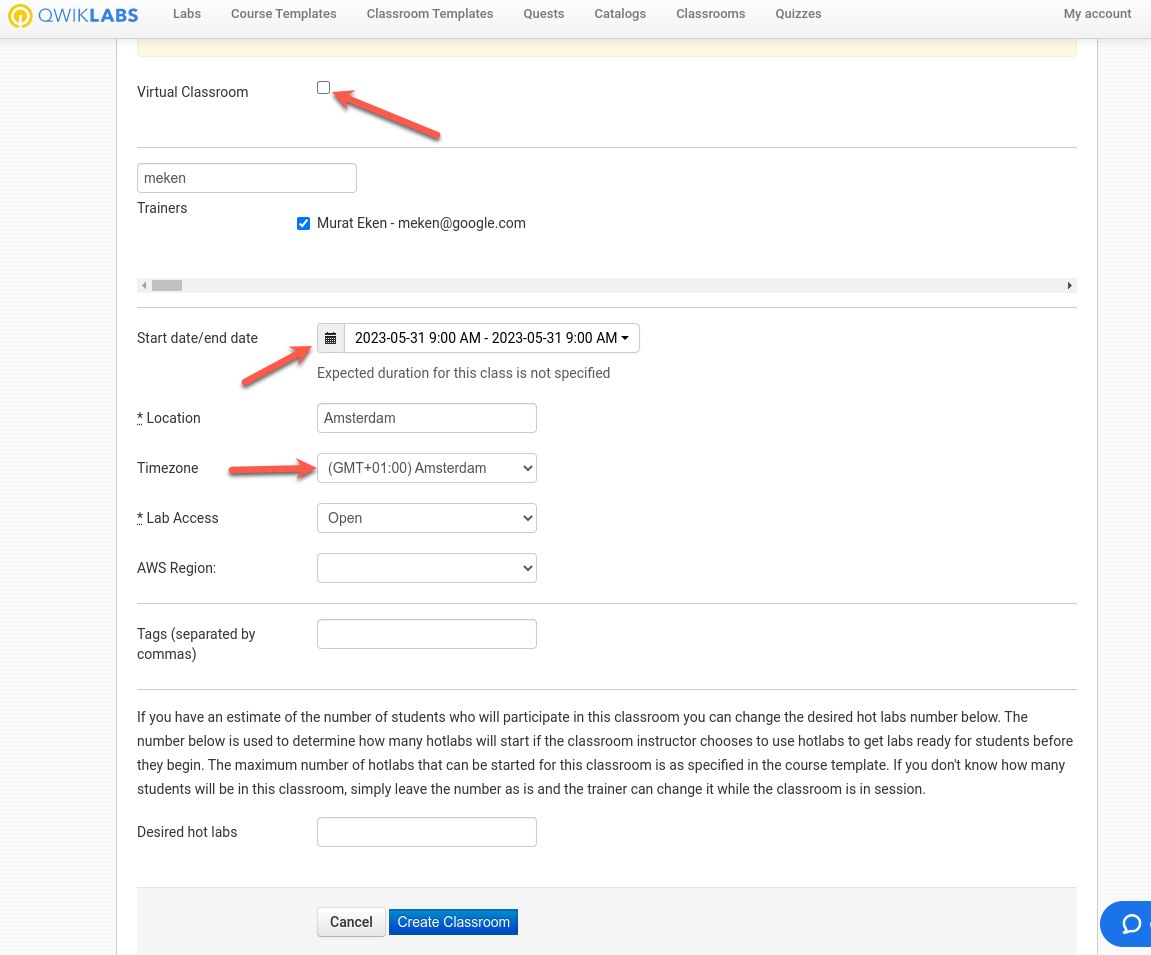 QWIKLABS Labs Course Templates Classroom Templates Quests Catalogs Classrooms Quizzes My account
Virtual Classroom
meken
Trainers
Murat Eken - meken@google.com
Start date/end date 2023-05-31 9:00 AM - 2023-05-31 9:00 AM
Expected duration for this class is not specified
* Location Amsterdam
Timezone (GMT+01:00) Amsterdam
* Lab Access Open
AWS Region:
Tags (separated by
commas)
If you have an estimate of the number of students who will participate in this classroom you can change the desired hot labs number below. The
number below is used to determine how many hotlabs will start if the classroom instructor chooses to use hotlabs to get labs ready for students before
they begin. The maximum number of hotlabs that can be started for this classroom is as specified in the course template. If you don't know how many
students will be in this classroom, simply leave the number as is and the trainer can change it while the classroom is in session.
Desired hot labs
Cancel Create Classroom